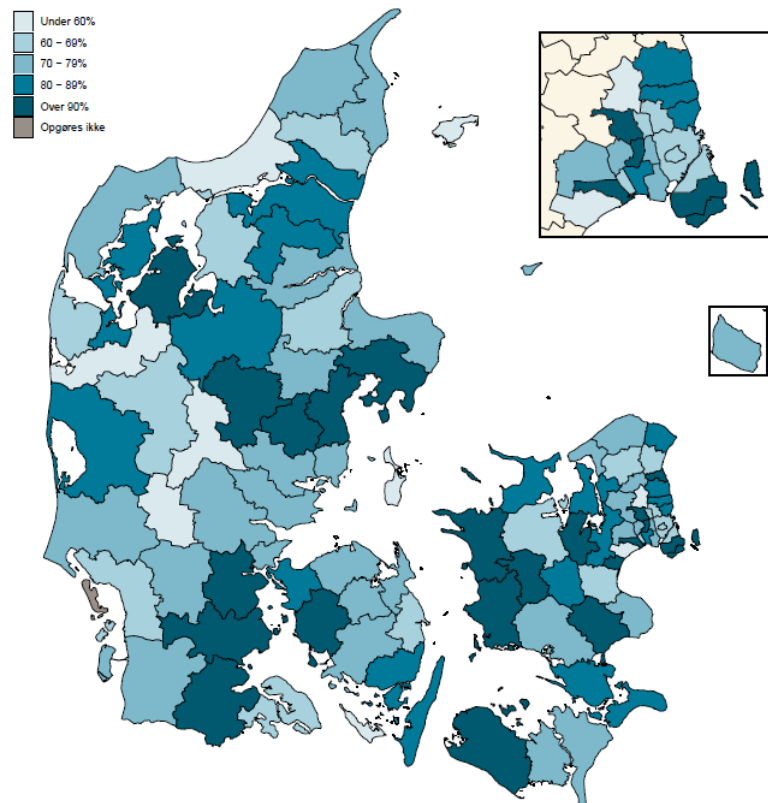 Under 60%
60 – 69%
70 – 79%
80 – 89%
Over 90%
Opgøres ikke